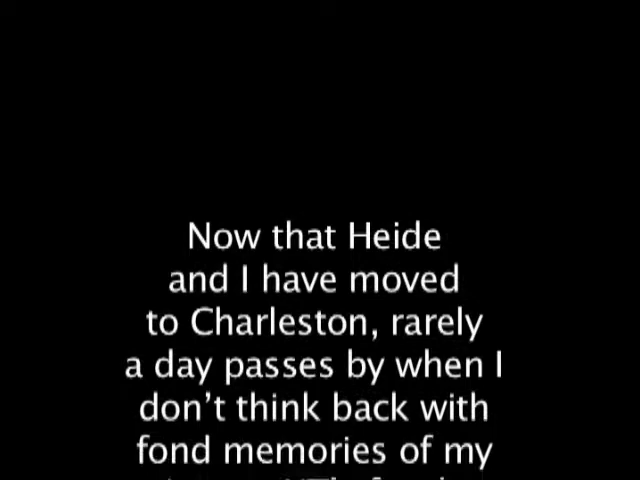 Now that Heide
and I have moved
to Charleston, rarely
a day passes by when I
don't think back with
fond memories of my